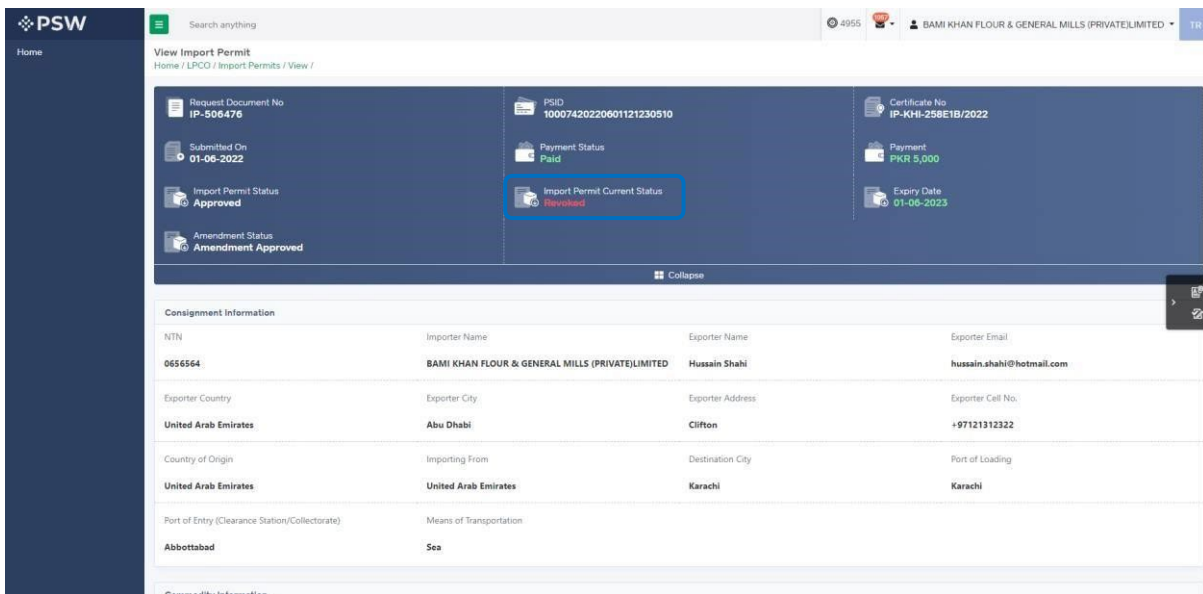 PSW
Search anything
4955
1967
BAMI KHAN FLOUR & GENERAL MILLS (PRIVATE)LIMITED
TR
Home
View Import Permit
Home / LPCO / Import Permits / View /
Request Document No
IP-506476
PSID
10007420220601121230510
Certificate No
IP-KHI-258E1B/2022
Submitted On
01-06-2022
Payment Status
Paid
Payment
PKR 5,000
Import Permit Status
Approved
Import Permit Current Status
Revoked
Expiry Date
01-06-2023
Amendment Status
Amendment Approved
Collapse
Consignment Information
NTN
Importer Name
Exporter Name
Exporter Email
0656564
BAMI KHAN FLOUR & GENERAL MILLS (PRIVATE)LIMITED
Hussain Shahi
hussain.shahi@hotmail.com
Exporter Country
Exporter City
Exporter Address
Exporter Cell No.
United Arab Emirates
Abu Dhabi
Clifton
+97121312322
Country of Origin
Importing From
Destination City
Port of Loading
United Arab Emirates
United Arab Emirates
Karachi
Karachi
Port of Entry (Clearance Station/Collectorate)
Means of Transportation
Abbottabad
Sea
Commodity Information